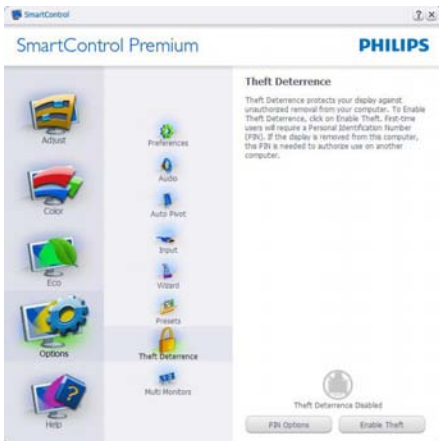 SmartControl
SmartControl Premium
PHILIPS
Adjust
Color
Eco
Options
Help
Preferences
Audio
Auto Pivot
Input
Wizard
Presets
Theft Deterrence
Multi Monitors
Theft Deterrence
Theft Deterrence protects your display against
unauthorized removal from your computer. To Enable
Theft Deterrence, click on Enable Theft. First-time
users will require a Personal Identification Number
(PIN). If the display is removed from this computer,
this PIN is needed to authorize use on another
computer.
Theft Deterrence Disabled
PIN Options
Enable Theft